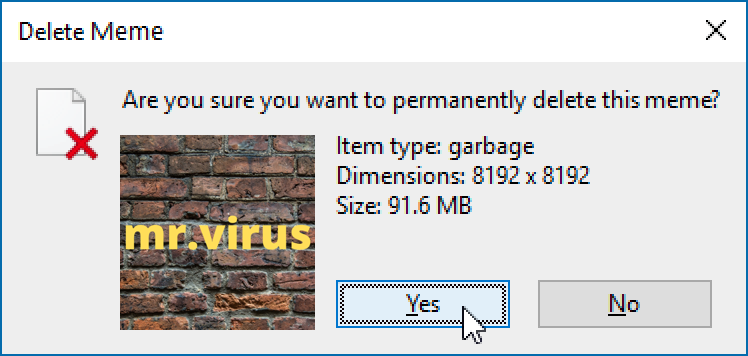 Delete Meme
Are you sure you want to permanently delete this meme?
mr.virus
Item type: garbage
Dimensions: 8192 x 8192
Size: 91.6 MB
Yes
No